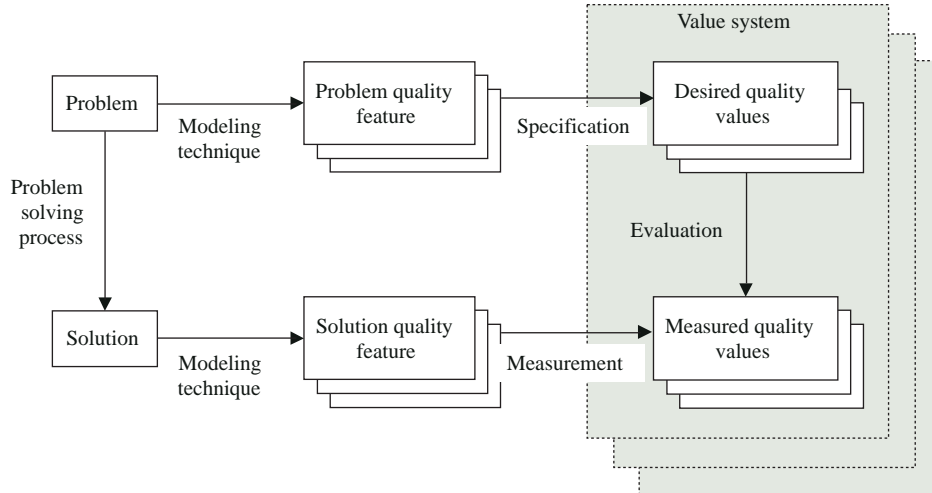 Value system
Problem
Problem quality
feature
Desired quality
values
Modeling
technique
Specification
Problem
solving
process
Evaluation
Solution
Solution quality
feature
Measured quality
values
Modeling
technique
Measurement